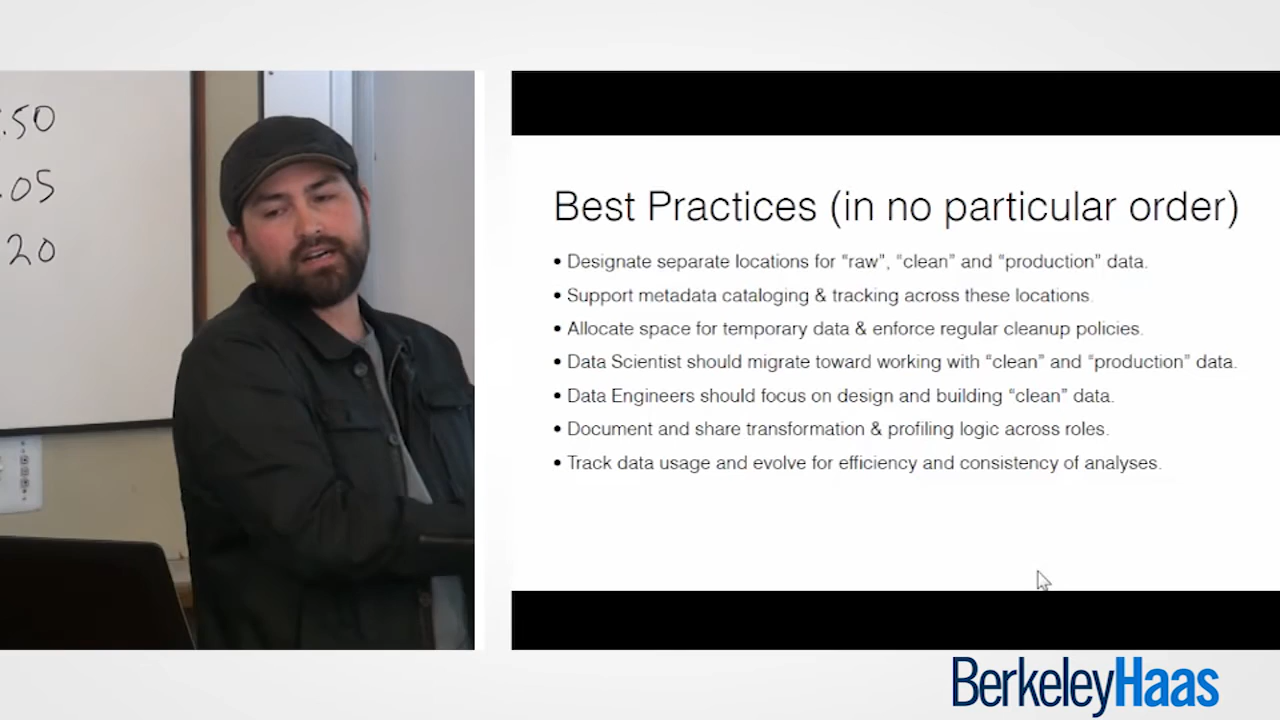 .50
.05
20
Best Practices (in no particular order)
• Designate separate locations for “raw”, “clean” and “production” data.
• Support metadata cataloging & tracking across these locations.
• Allocate space for temporary data & enforce regular cleanup policies.
• Data Scientist should migrate toward working with “clean” and “production” data.
• Data Engineers should focus on design and building “clean” data.
• Document and share transformation & profiling logic across roles.
• Track data usage and evolve for efficiency and consistency of analyses.
BerkeleyHaas